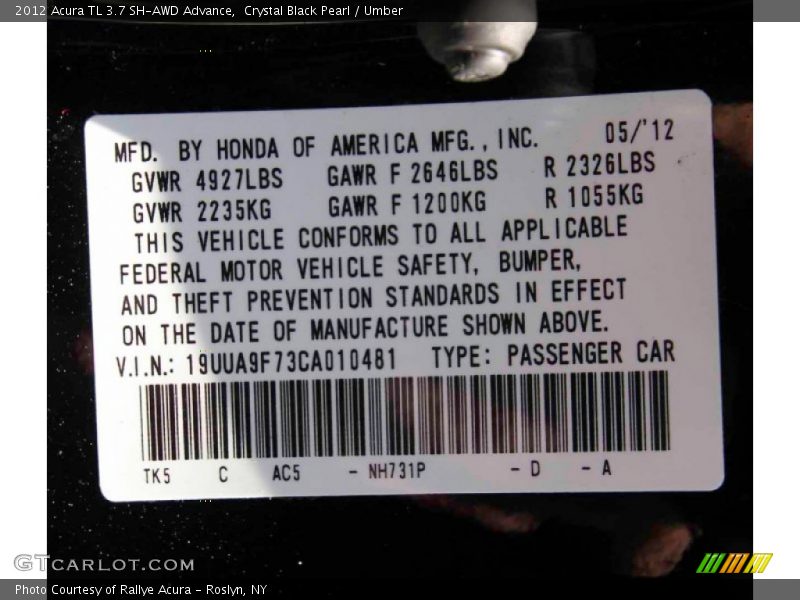 2012 Acura TL 3.7 SH-AWD Advance,  Crystal Black Pearl / Umber
MFD. BY HONDA OF AMERICA MFG., INC. 05/'12
GVWR 4927LBS GAWR F 2646LBS R 2326LBS
GVWR 2235KG GAWR F 1200KG R 1055KG
THIS VEHICLE CONFORMS TO ALL APPLICABLE
FEDERAL MOTOR VEHICLE SAFETY, BUMPER,
AND THEFT PREVENTION STANDARDS IN EFFECT
ON THE DATE OF MANUFACTURE SHOWN ABOVE.
V.I.N.: 19UUA9F73CA010481 TYPE: PASSENGER CAR
TK5 C AC5 - NH731P - D - A
GTCARLOT.COM
Photo Courtesy of Rallye Acura - Roslyn, NY